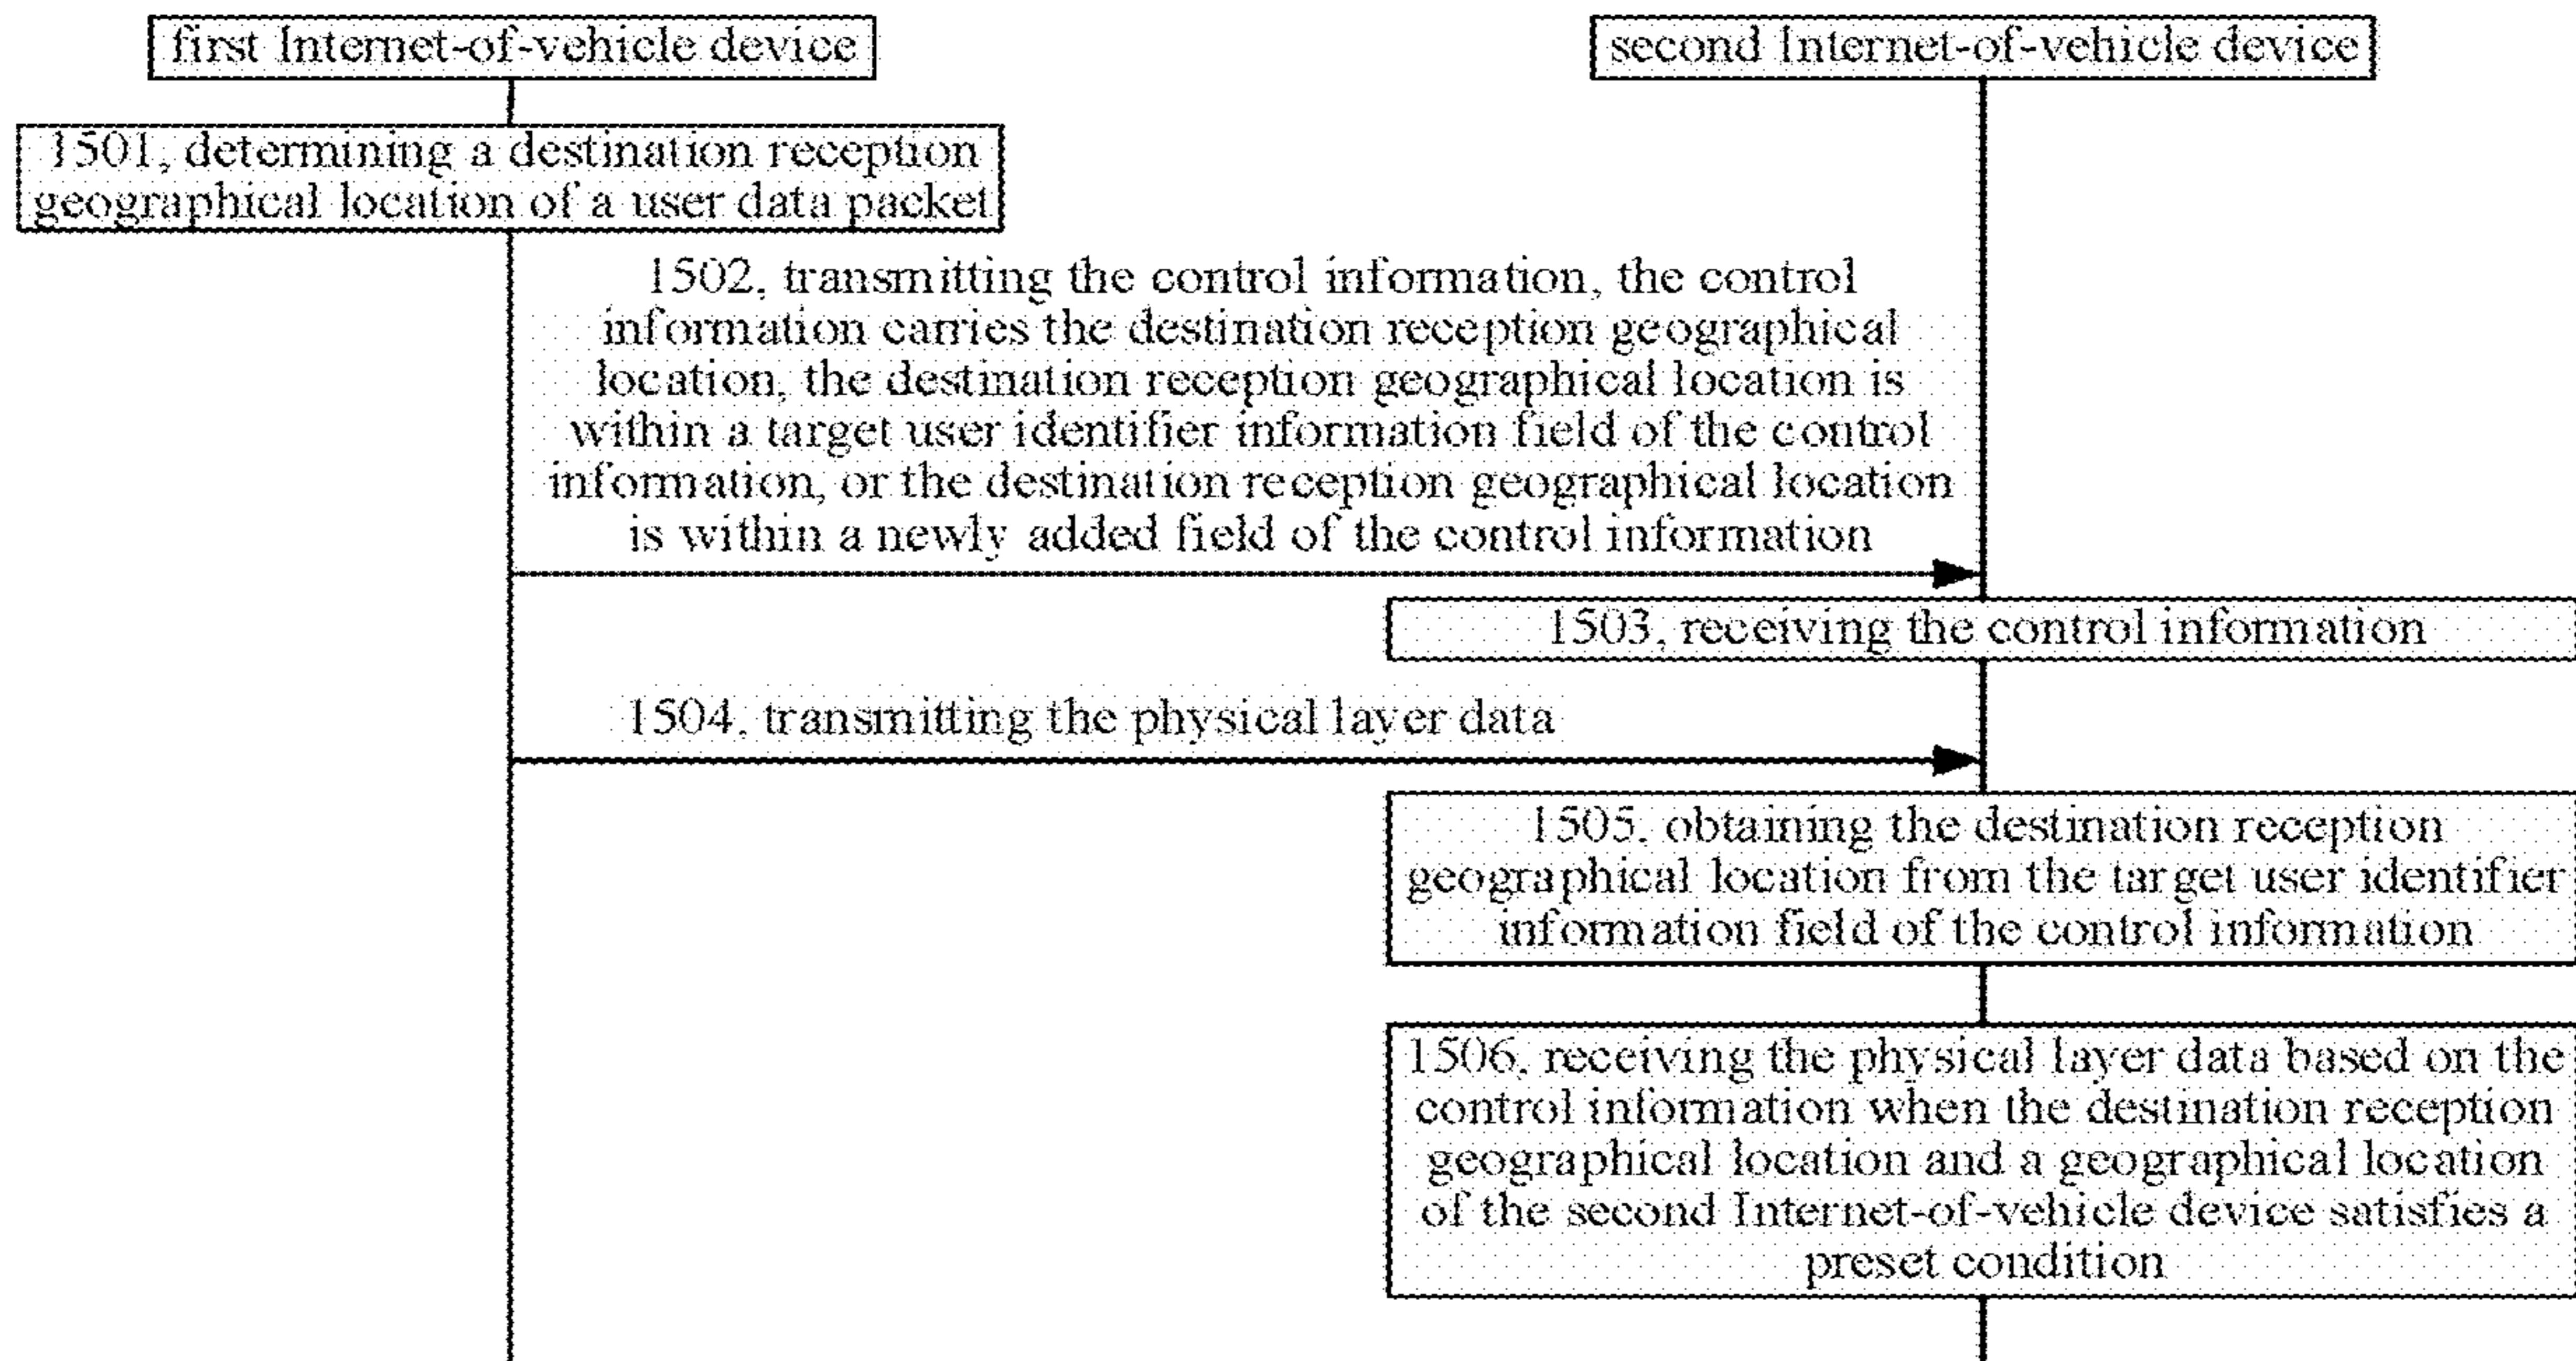 first Internet-of-vehicle device
second Internet-of-vehicle device
1501, determining a destination reception
geographical location of a user data packet
1502, transmitting the control information, the control
information carries the destination reception geographical
location, the destination reception geographical location is
within a target user identifier information field of the control
information, or the destination reception geographical location
is within a newly added field of the control information
1503, receiving the control information
1504, transmitting the physical layer data
1505, obtaining the destination reception
geographical location from the target user identifier
information field of the control information
1506, receiving the physical layer data based on the
control information when the destination reception
geographical location and a geographical location
of the second Internet-of-vehicle device satisfies a
preset condition